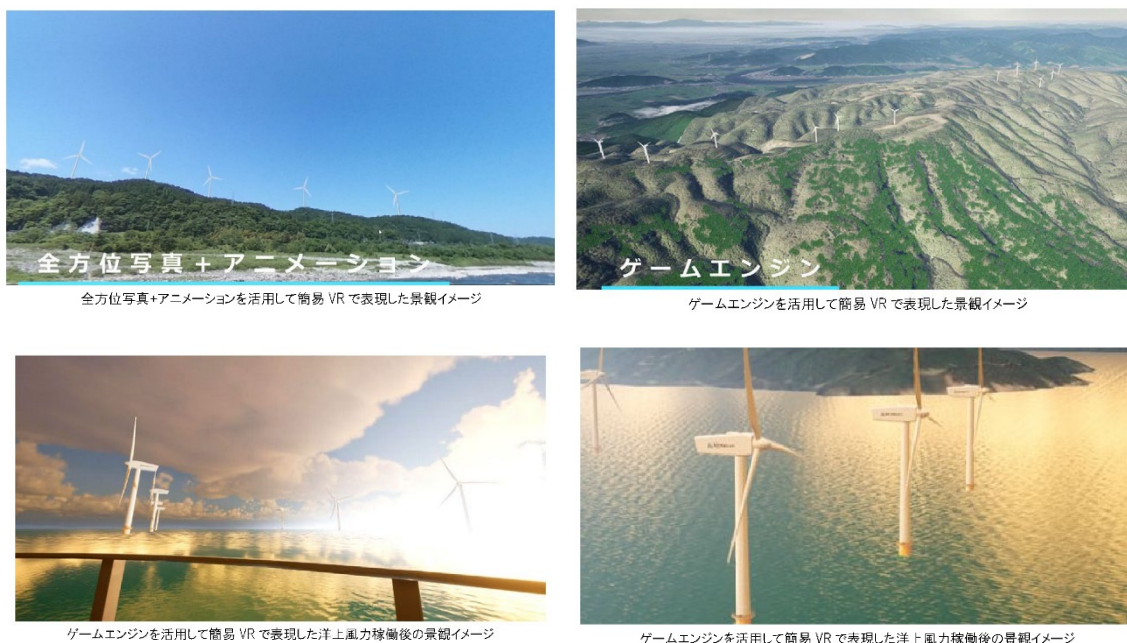 全方位写真+アニメーション
全方位写真+アニメーションを活用して簡易 VR で表現した景観イメージ
ゲームエンジン
ゲームエンジンを活用して簡易 VR で表現した景観イメージ
ゲームエンジンを活用して簡易 VR で表現した洋上風力稼働後の景観イメージ
ゲームエンジンを活用して簡易 VR で表現した洋上風力稼働後の景観イメージ